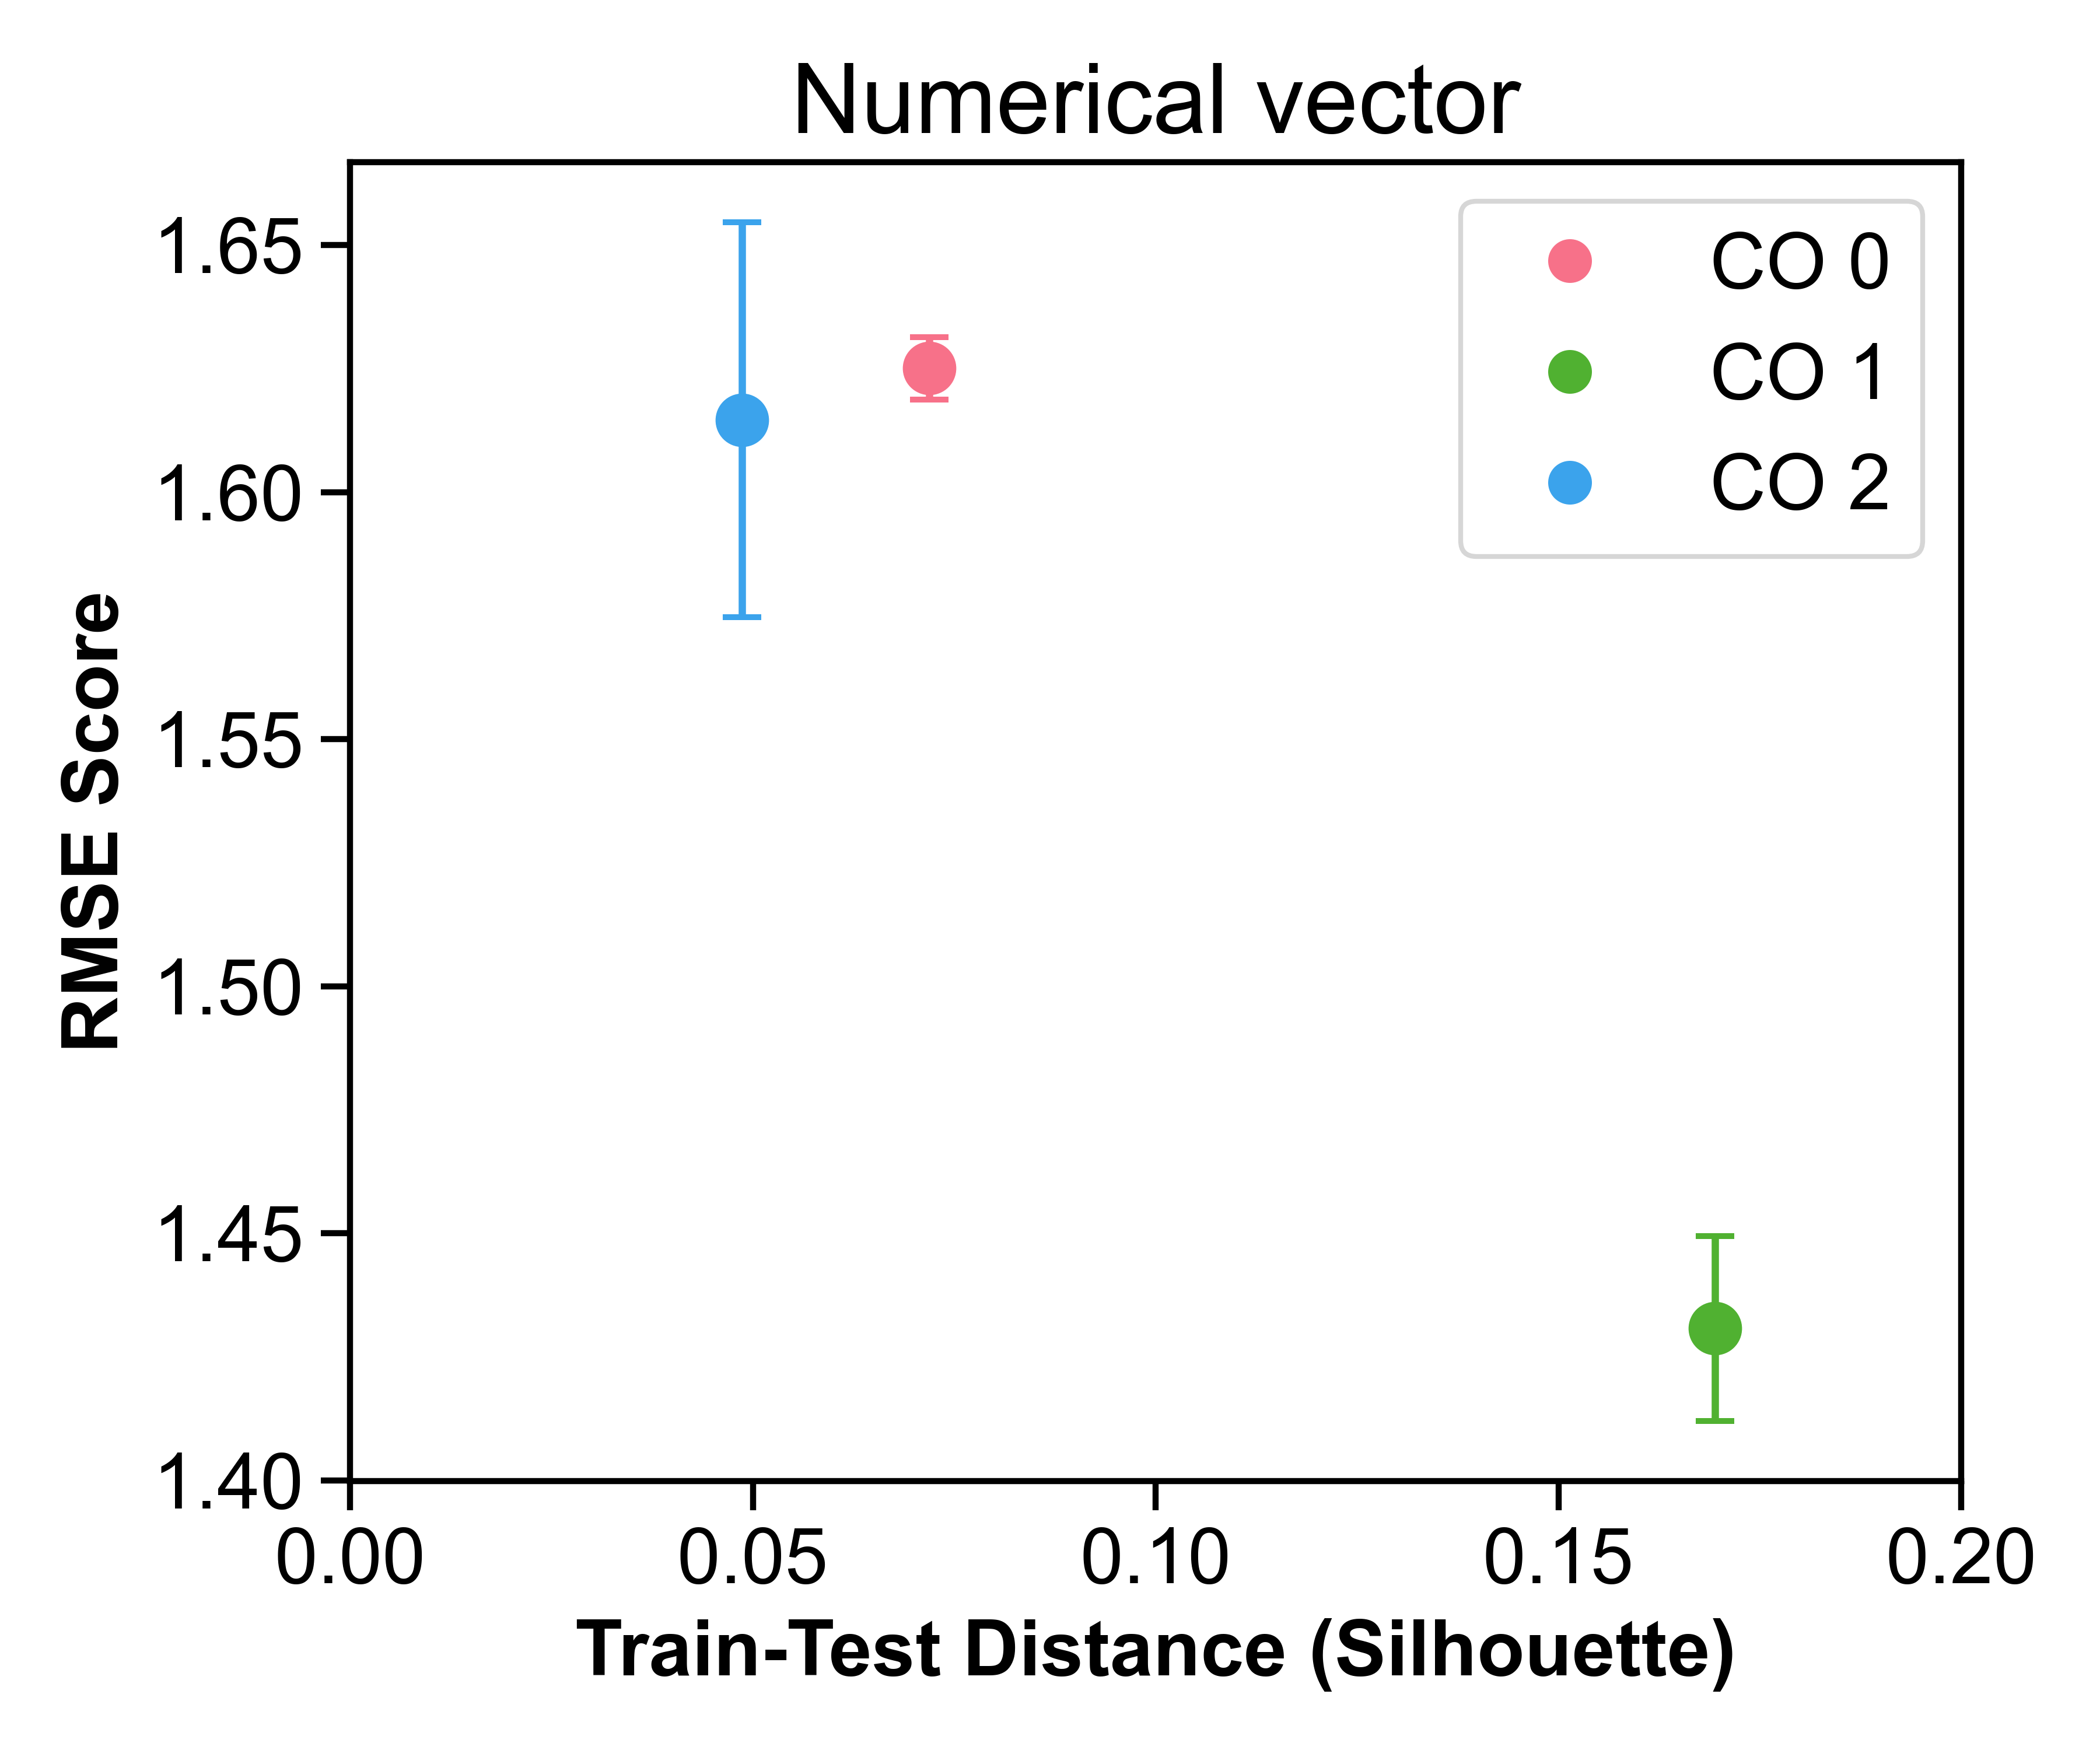 Numerical vector
CO 0
CO 1
CO 2
RMSE Score
1.65
1.60
1.55
1.50
1.45
1.40
0.00 0.05 0.10 0.15 0.20
Train-Test Distance (Silhouette)